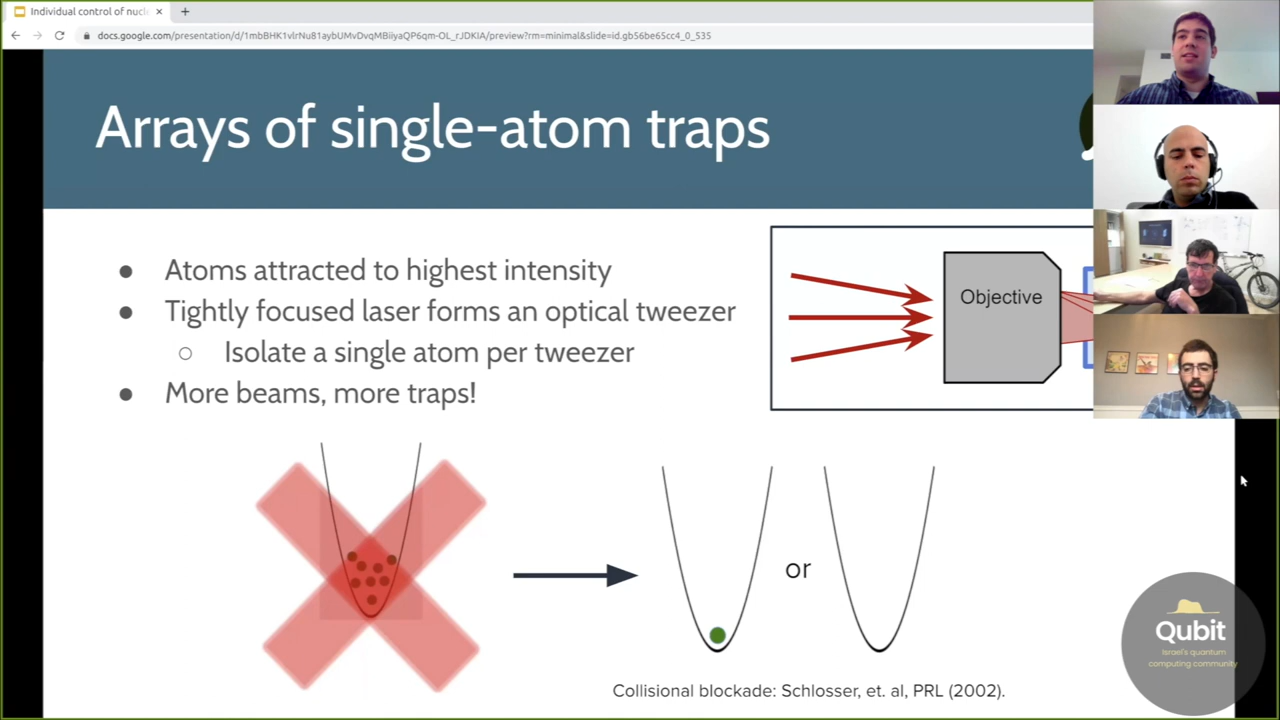 Individual control of nucl
docs.google.com/presentation/d/1mbBHK1vlrNu81aybUMvDvqMBiiyaQP6qm-OL_rJDKIA/preview?rm=minimal&slide=id.gb56be65cc4_0_535
Arrays of single-atom traps
Atoms attracted to highest intensity
Tightly focused laser forms an optical tweezer
Isolate a single atom per tweezer
More beams, more traps!
Objective
or
Collisional blockade: Schlosser, et. al, PRL (2002).
Qubit
Israel's quantum
computing community